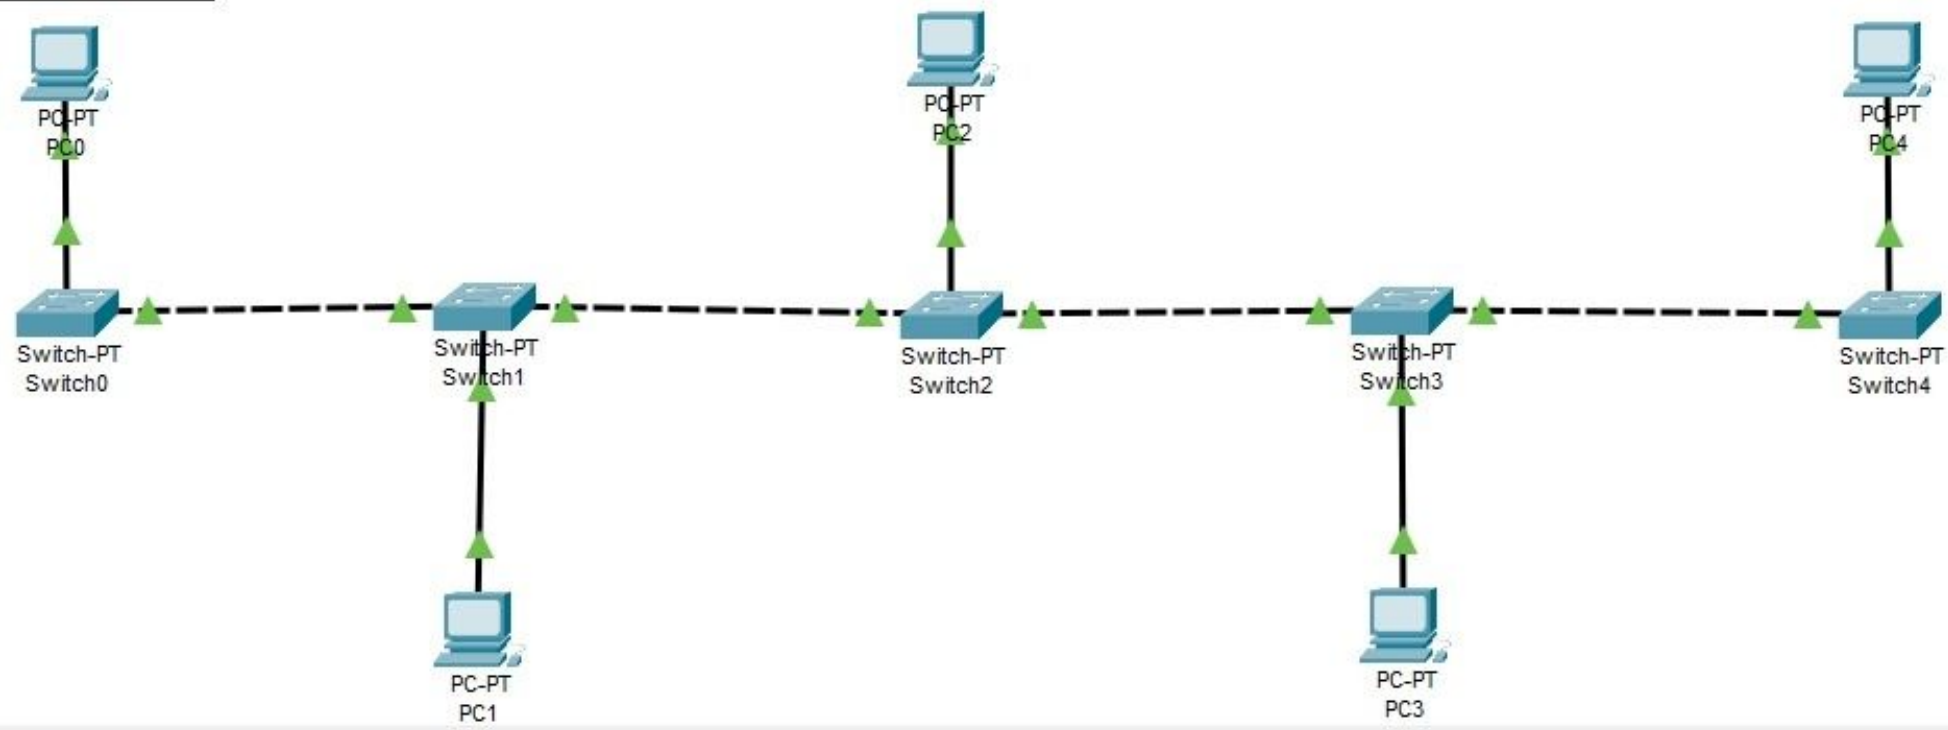 PC-PT
PC0
PC-PT
PC2
PC-PT
PC4
Switch-PT
Switch0
Switch-PT
Switch1
Switch-PT
Switch2
Switch-PT
Switch3
Switch-PT
Switch4
PC-PT
PC1
PC-PT
PC3